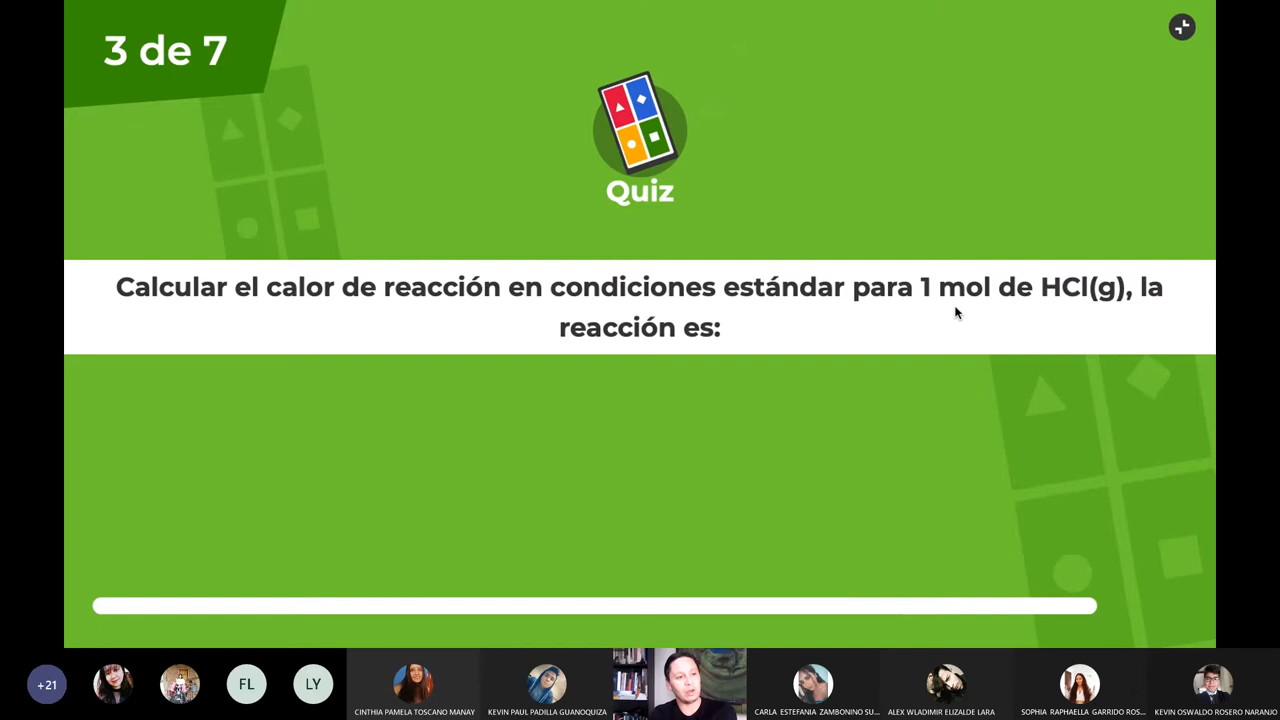 3 de 7
Quiz
Calcular el calor de reacción en condiciones estándar para 1 mol de HCl(g), la
reacción es:
+21
FL
LY
CINTHIA PAMELA TOSCANO MANAY
KEVIN PAUL PADILLA GUANOQUIZA
CARLA ESTEFANIA ZAMBONINO SU...
ALEX WLADIMIR ELIZALDE LARA
SOPHIA RAPHAELLA GARRIDO ROS...
KEVIN OSWALDO ROSERO NARANJO